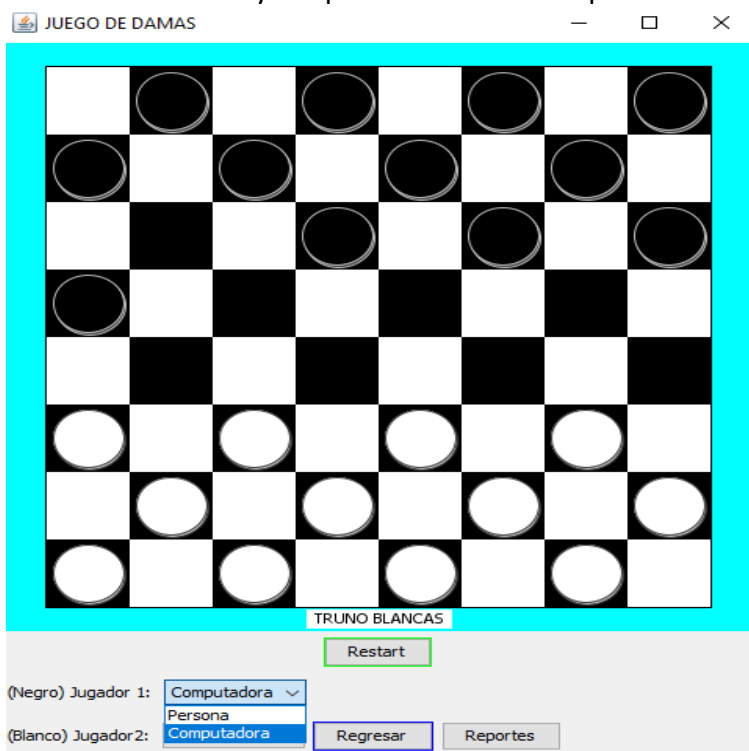 JUEGO DE DAMAS
TRUNO BLANCAS
Restart
(Negro) Jugador 1: Computadora
Persona
(Blanco) Jugador2: Computadora Regresar Reportes